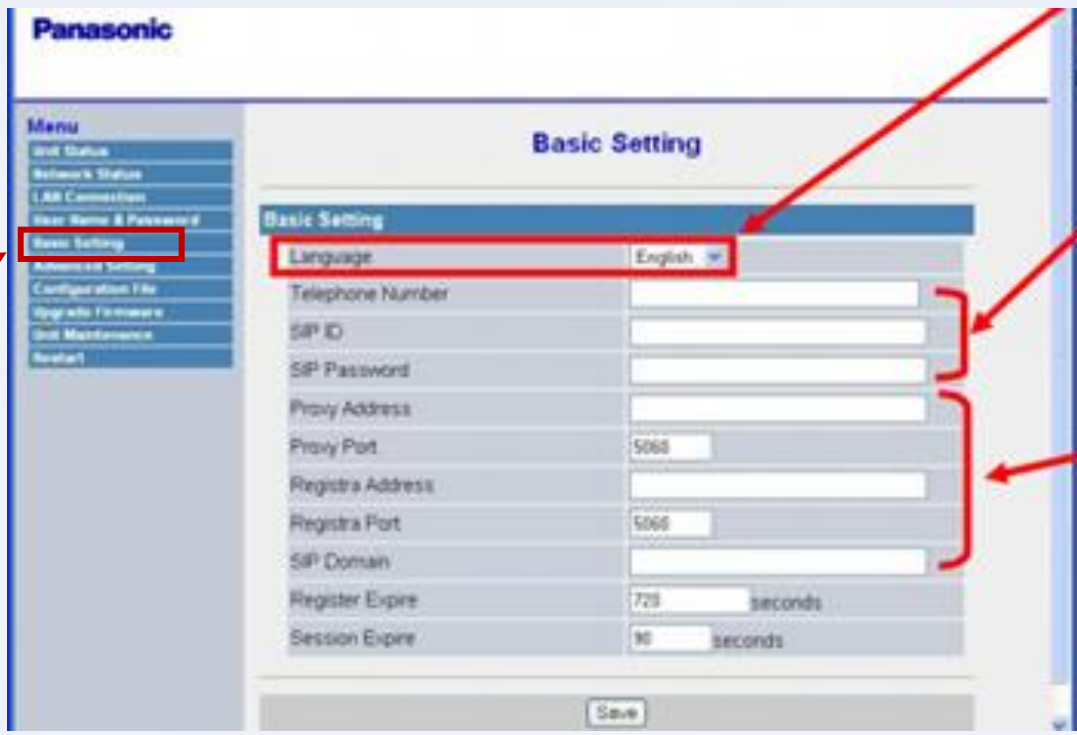 Panasonic
Menu
Unit Status
Network Status
LAN Connection
User Name & Password
Basic Setting
Advanced Setting
Configuration File
Upgrade Firmware
Unit Maintenance
Restart
Basic Setting
Basic Setting
Language English
Telephone Number
SIP ID
SIP Password
Proxy Address
Proxy Port 5060
Registra Address
Registra Port 5060
SIP Domain
Register Expire 720 seconds
Session Expire 90 seconds
Save